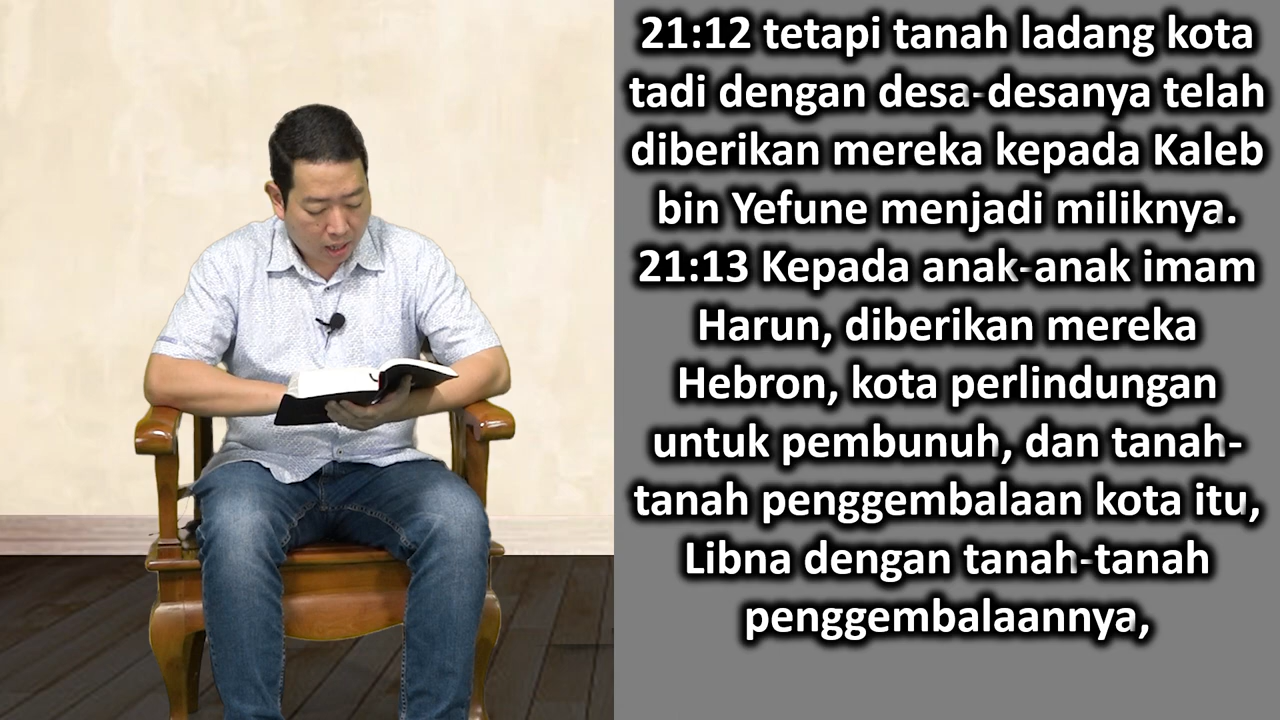 21:12 tetapi tanah ladang kota
tadi dengan desa-desanya telah
diberikan mereka kepada Kaleb
bin Yefune menjadi miliknya.
21:13 Kepada anak-anak imam
Harun, diberikan mereka
Hebron, kota perlindungan
untuk pembunuh, dan tanah-
tanah penggembalaan kota itu,
Libna dengan tanah-tanah
penggembalaannya,